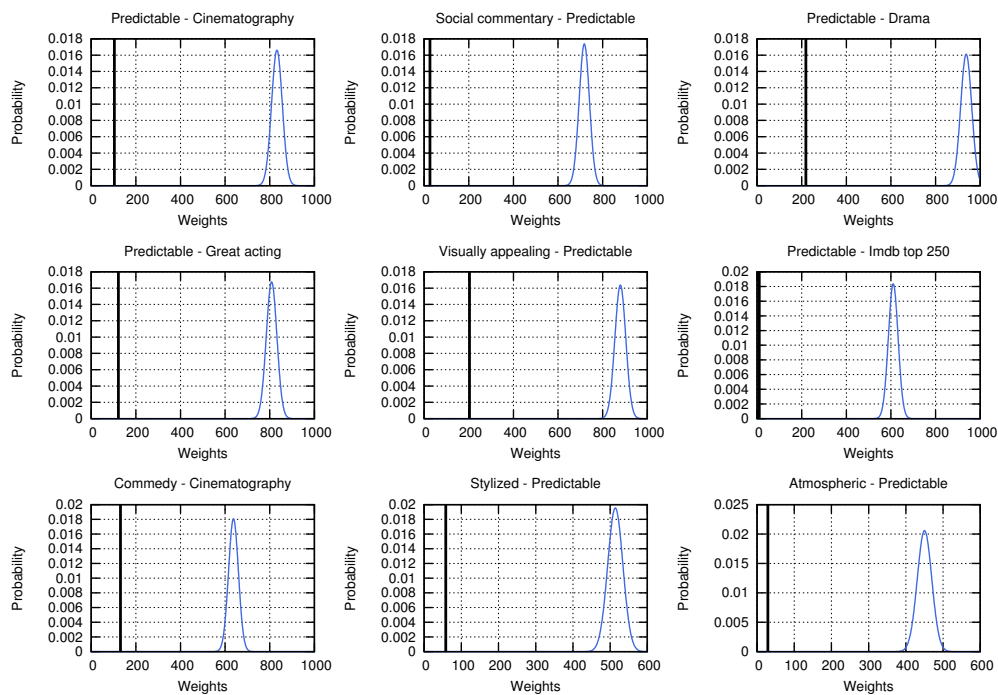 Predictable - Cinematography
Probability
0.018
0.016
0.014
0.012
0.01
0.008
0.006
0.004
0.002
0
0 200 400 600 800 1000
Weights
Social commentary - Predictable
Probability
0.018
0.016
0.014
0.012
0.01
0.008
0.006
0.004
0.002
0
0 200 400 600 800 1000
Weights
Predictable - Drama
Probability
0.018
0.016
0.014
0.012
0.01
0.008
0.006
0.004
0.002
0
0 200 400 600 800 1000
Weights
Predictable - Great acting
Probability
0.018
0.016
0.014
0.012
0.01
0.008
0.006
0.004
0.002
0
0 200 400 600 800 1000
Weights
Visually appealing - Predictable
Probability
0.018
0.016
0.014
0.012
0.01
0.008
0.006
0.004
0.002
0
0 200 400 600 800 1000
Weights
Predictable - Imdb top 250
Probability
0.02
0.018
0.016
0.014
0.012
0.01
0.008
0.006
0.004
0.002
0
0 200 400 600 800 1000
Weights
Commedy - Cinematography
Probability
0.02
0.018
0.016
0.014
0.012
0.01
0.008
0.006
0.004
0.002
0
0 200 400 600 800 1000
Weights
Stylized - Predictable
Probability
0.02
0.018
0.016
0.014
0.012
0.01
0.008
0.006
0.004
0.002
0
0 100 200 300 400 500 600
Weights
Atmospheric - Predictable
Probability
0.025
0.02
0.015
0.01
0.005
0
0 100 200 300 400 500 600
Weights